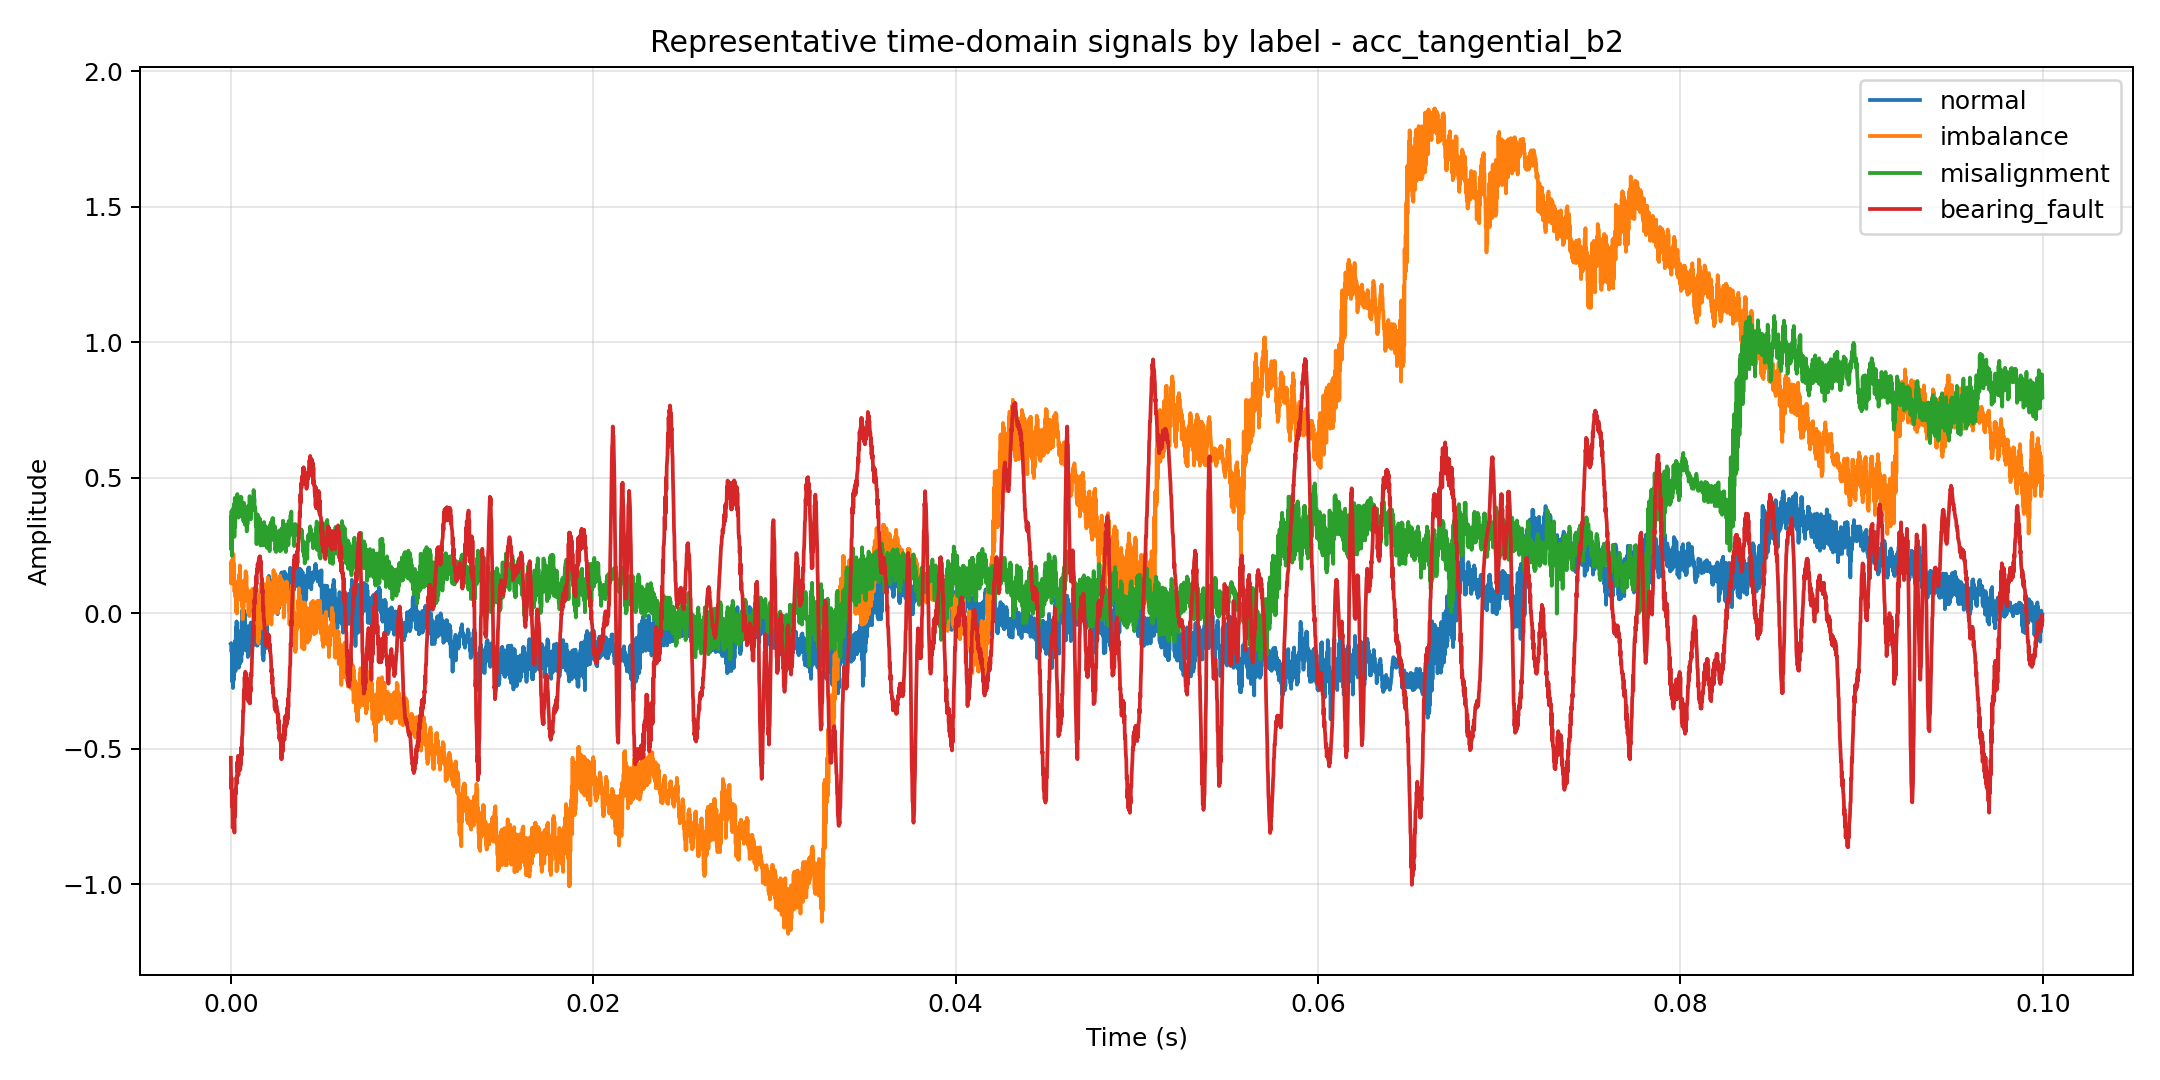 Representative time-domain signals by label - acc_tangential_b2
normal
imbalance
misalignment
bearing_fault
2.0
1.5
1.0
0.5
0.0
−0.5
−1.0
Amplitude
0.00
0.02
0.04
0.06
0.08
0.10
Time (s)